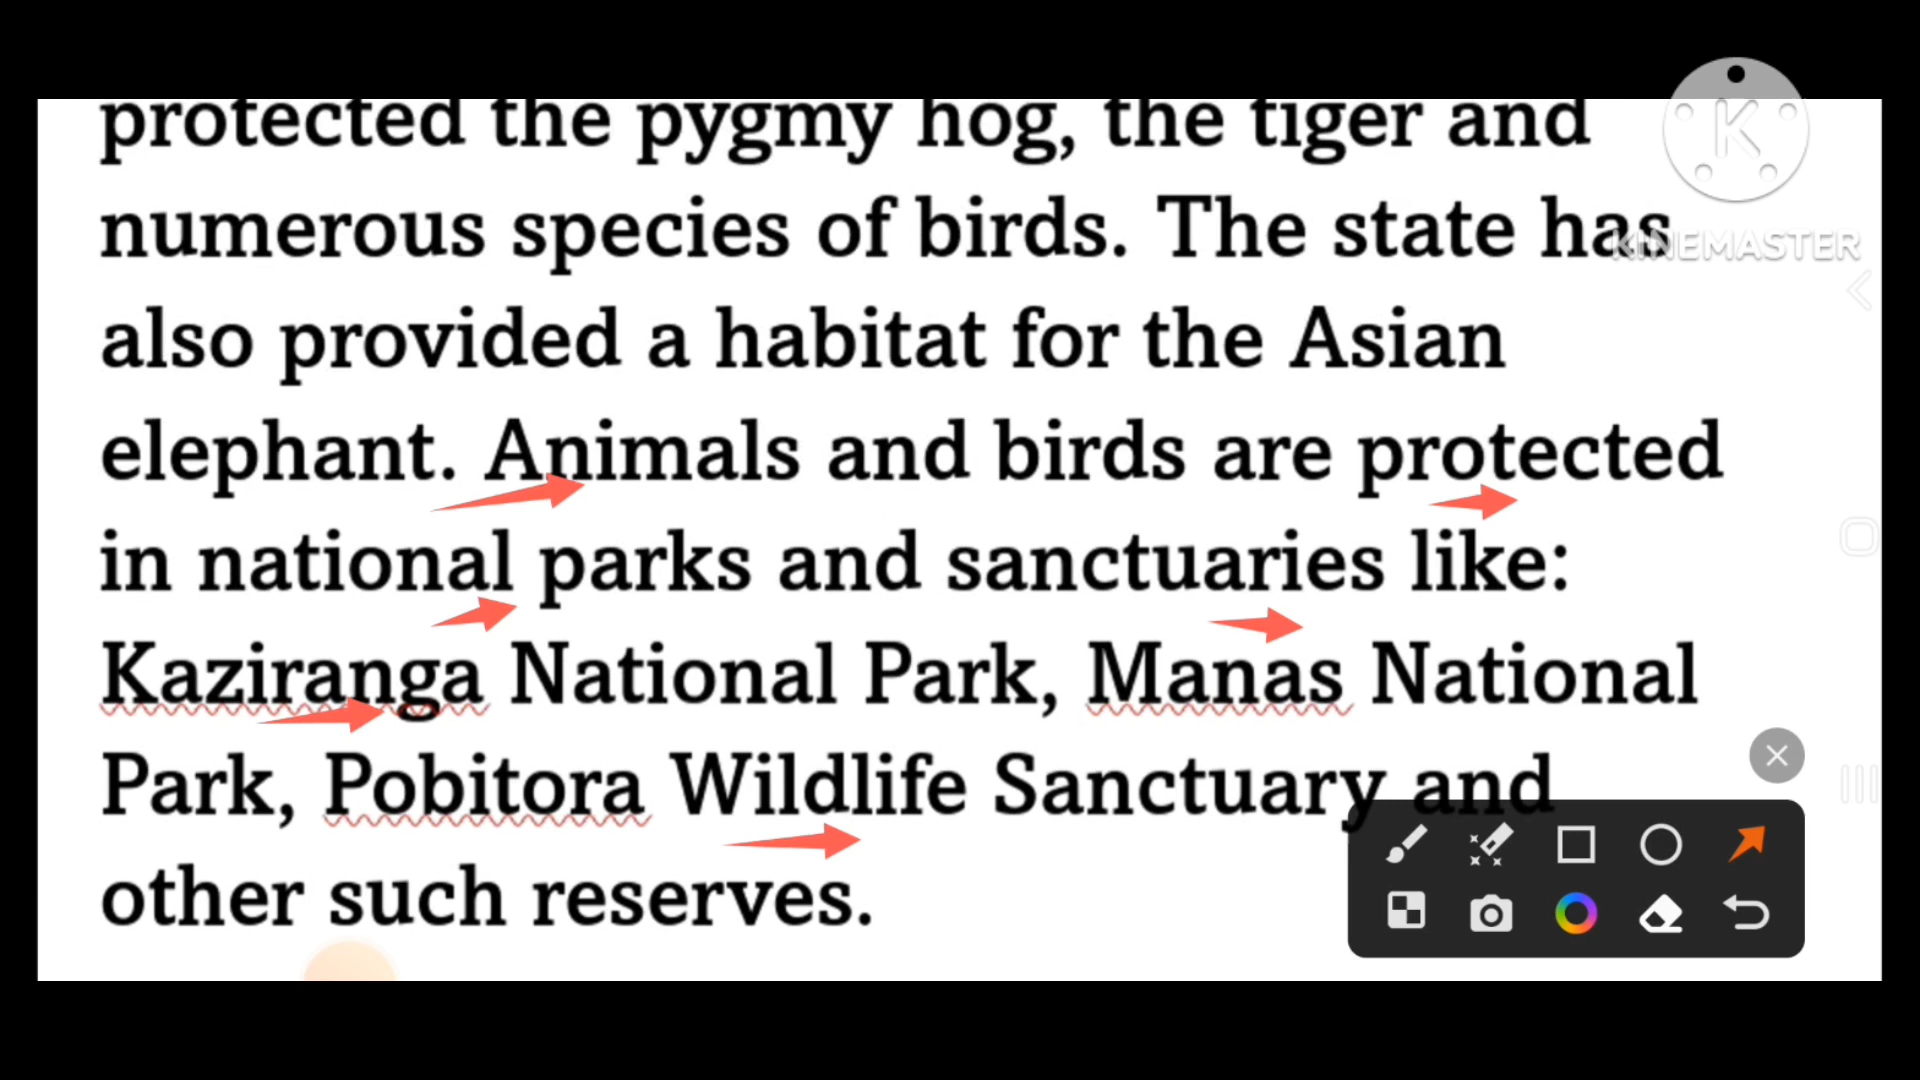 protected the pygmy hog, the tiger and
numerous species of birds. The state has
KINEMASTER
also provided a habitat for the Asian
elephant. Animals and birds are protected
in national parks and sanctuaries like:
Kaziranga National Park, Manas National
Park, Pobitora Wildlife Sanctuary and
other such reserves.